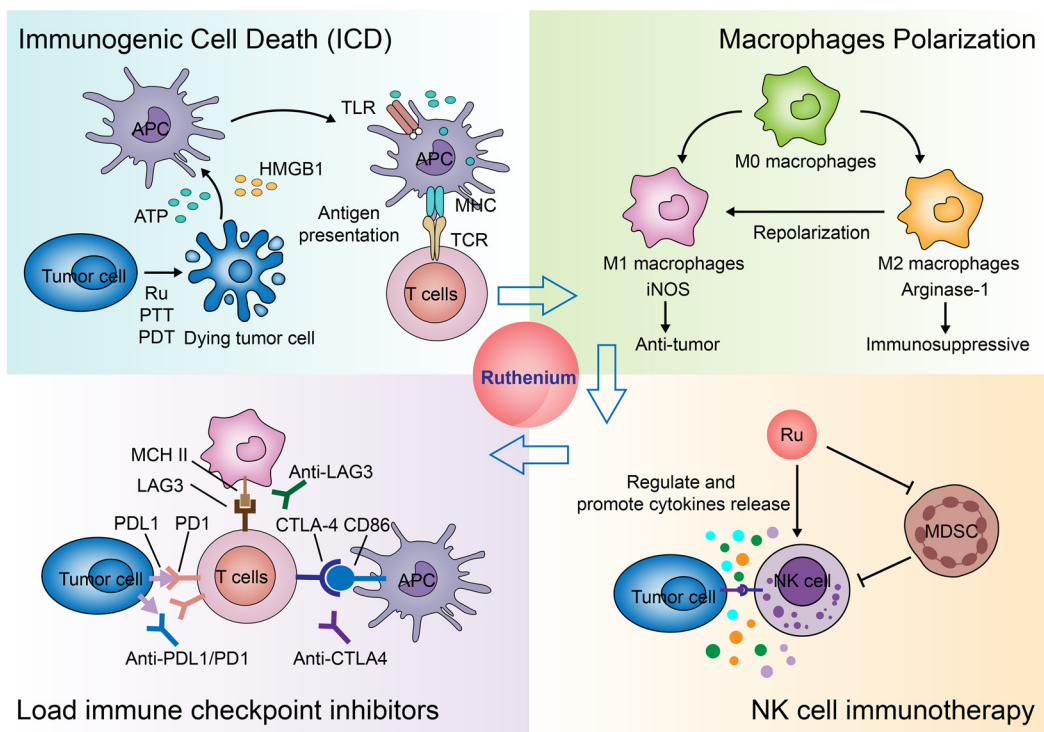 Immunogenic Cell Death (ICD)
APC
TLR
APC
HMGB1
ATP
MHC
Antigen
presentation
TCR
Tumor cell
Ru
PTT
PDT
Dying tumor cell
T cells
Macrophages Polarization
M0 macrophages
Repolarization
M1 macrophages
iNOS
Anti-tumor
M2 macrophages
Arginase-1
Immunosuppressive
Ruthenium
MCH II
LAG3
Anti-LAG3
PDL1
PD1
CTLA-4
CD86
Tumor cell
T cells
APC
Anti-PDL1/PD1
Anti-CTLA4
Load immune checkpoint inhibitors
Ru
Regulate and
promote cytokines release
MDSC
NK cell
Tumor cell
NK cell immunotherapy